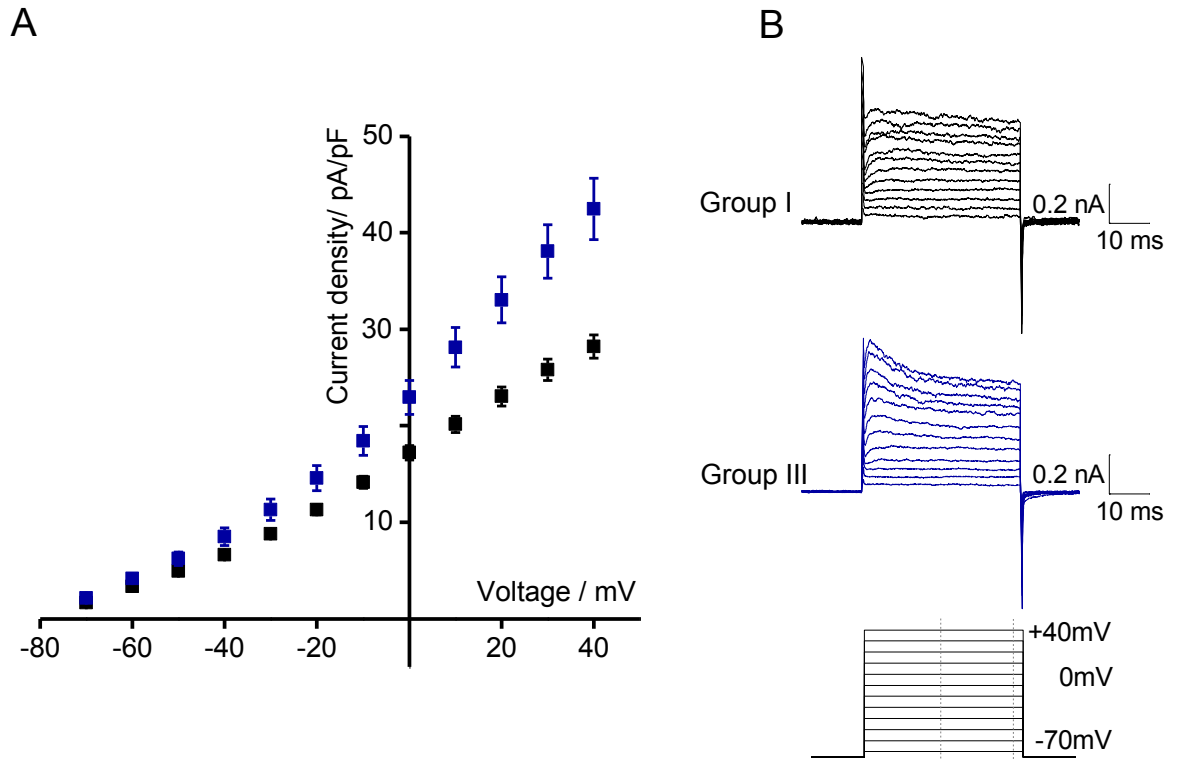 A
B
Current density/ pA/pF
50
40
30
10
Voltage / mV
-80
-60
-40
-20
20
40
Group I
0.2 nA
10 ms
Group III
0.2 nA
10 ms
+40mV
0mV
-70mV